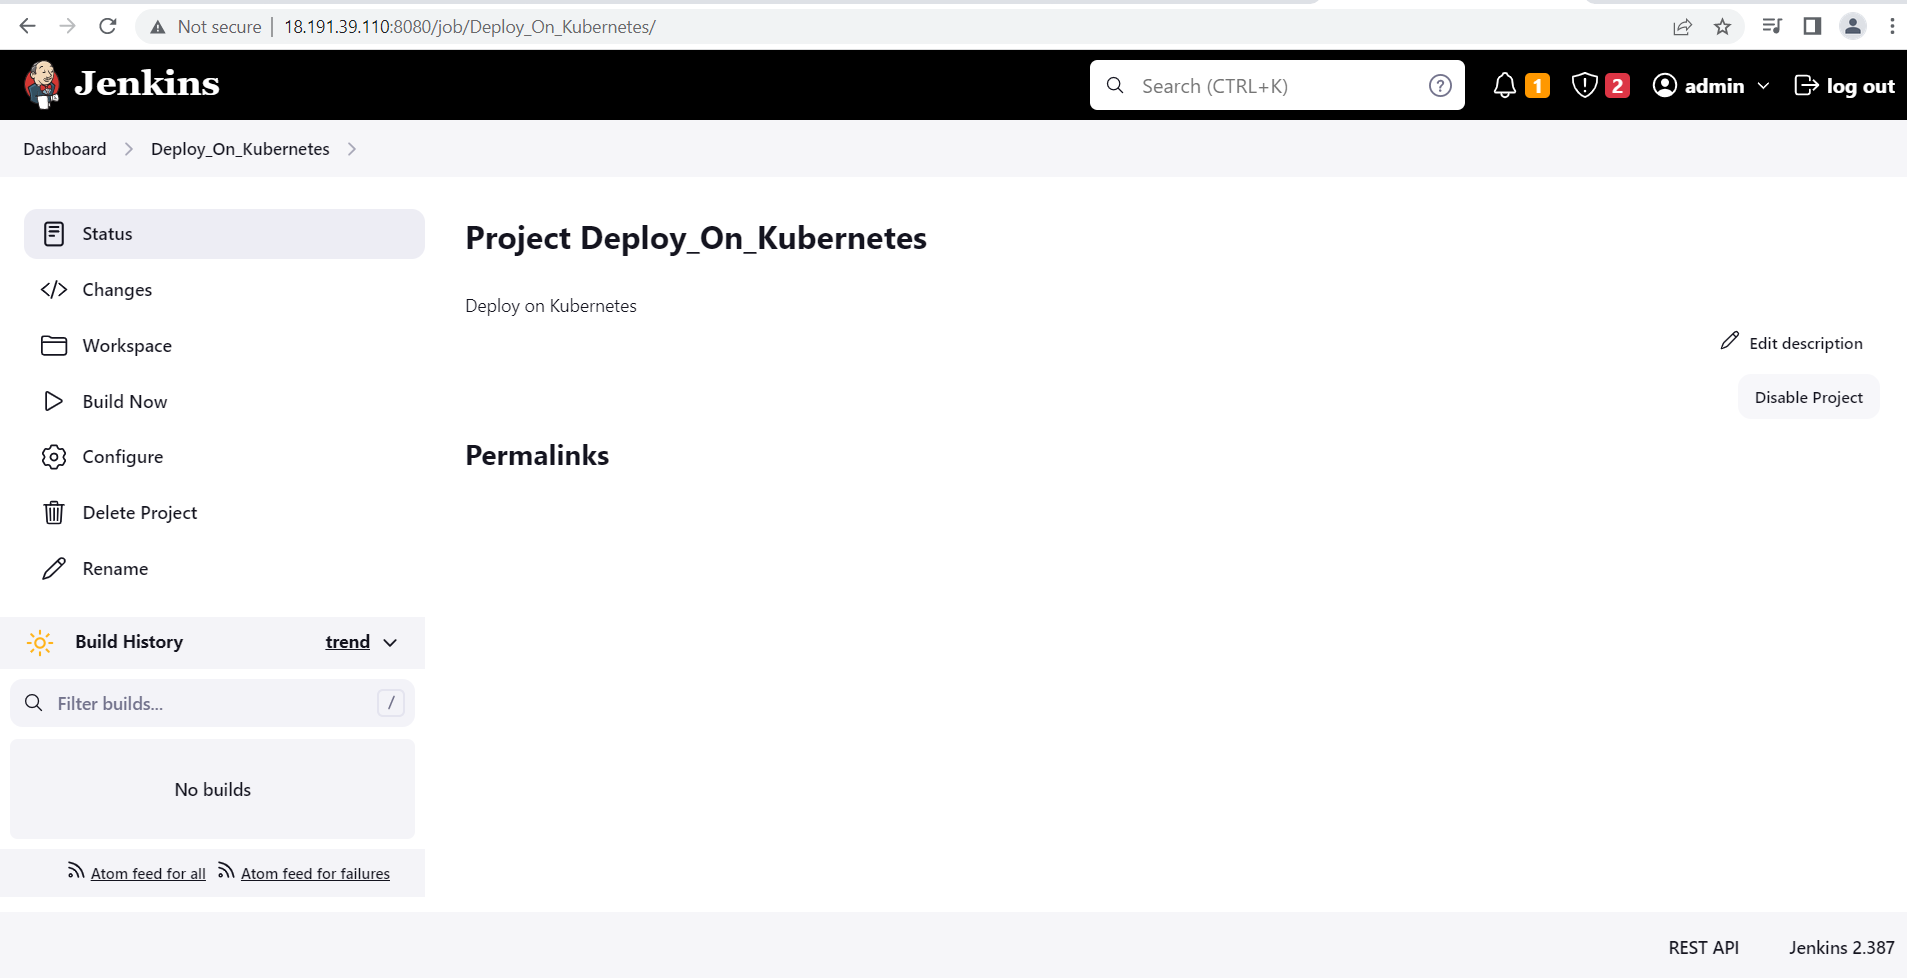 Not secure | 18.191.39.110:8080/job/Deploy_On_Kubernetes/
Jenkins
Search (CTRL+K)
?
1
2
admin
log out
Dashboard
Deploy_On_Kubernetes
Status
Changes
Workspace
Build Now
Configure
Delete Project
Rename
Build History
trend
Filter builds...
/
No builds
Atom feed for all
Atom feed for failures
Project Deploy_On_Kubernetes
Deploy on Kubernetes
Edit description
Disable Project
Permalinks
REST API
Jenkins 2.387